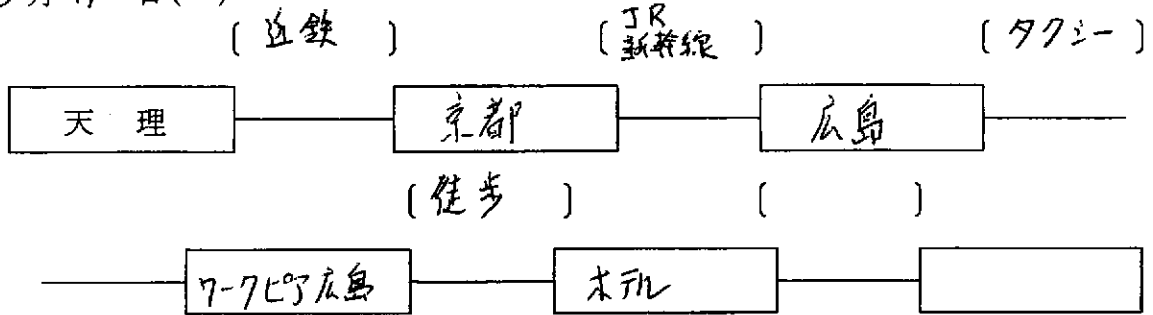 〔 近鉄 〕 〔 JR 新幹線 〕 〔 タクシー 〕
天理 京都 広島
〔 徒歩 〕 〔 〕
ワークピア広島 ホテル